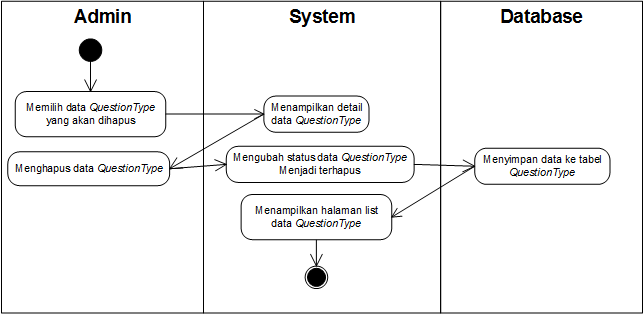 Admin
System
Database
Memilih data QuestionType
yang akan dihapus
Menampilkan detail
data QuestionType
Menghapus data QuestionType
Mengubah status data QuestionType
Menjadi terhapus
Menyimpan data ke tabel
QuestionType
Menampilkan halaman list
data QuestionType